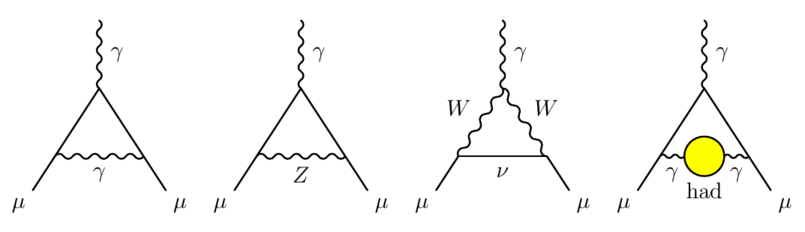 γ γ γ γ
W W
γ Z ν γ γ
had
μ μ μ μ μ μ μ μ